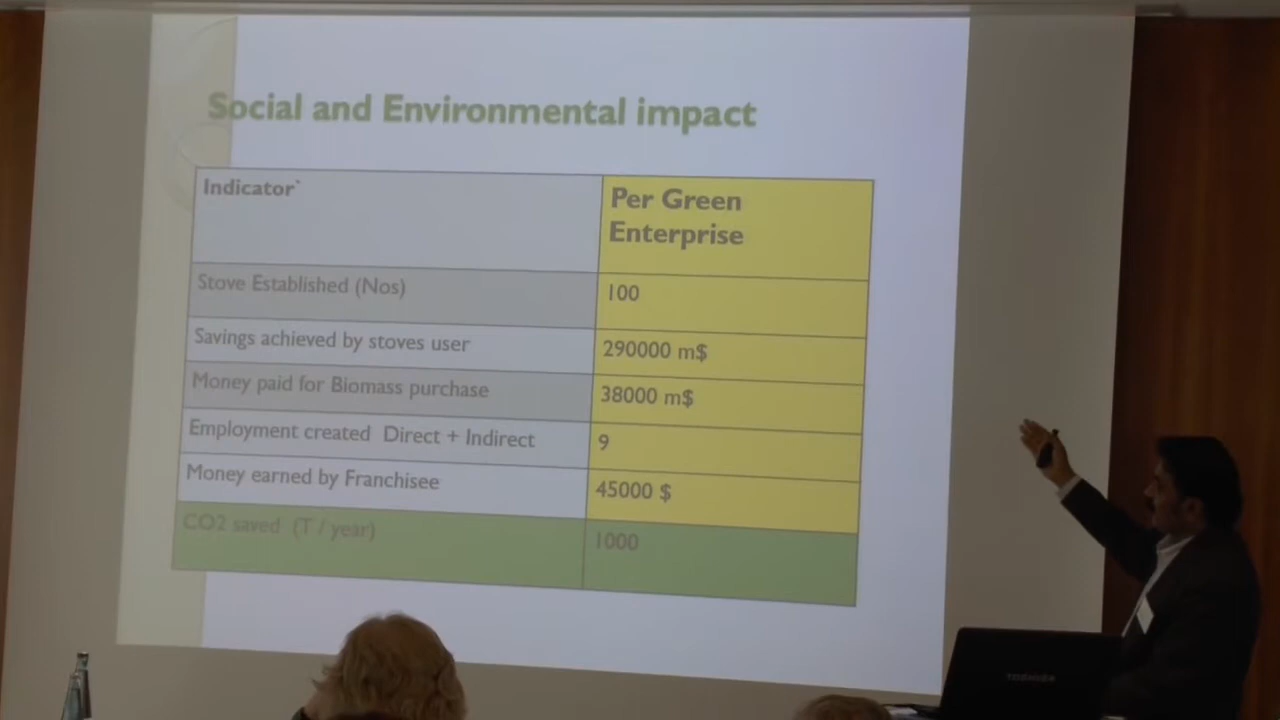 Social and Environmental impact
Indicator`
Per Green
Enterprise
Stove Established (Nos)
100
Savings achieved by stoves user
290000 m$
Money paid for Biomass purchase
38000 m$
Employment created Direct + Indirect
9
Money earned by Franchisee
45000 $
CO2 saved (T / year)
1000
TOSHIBA